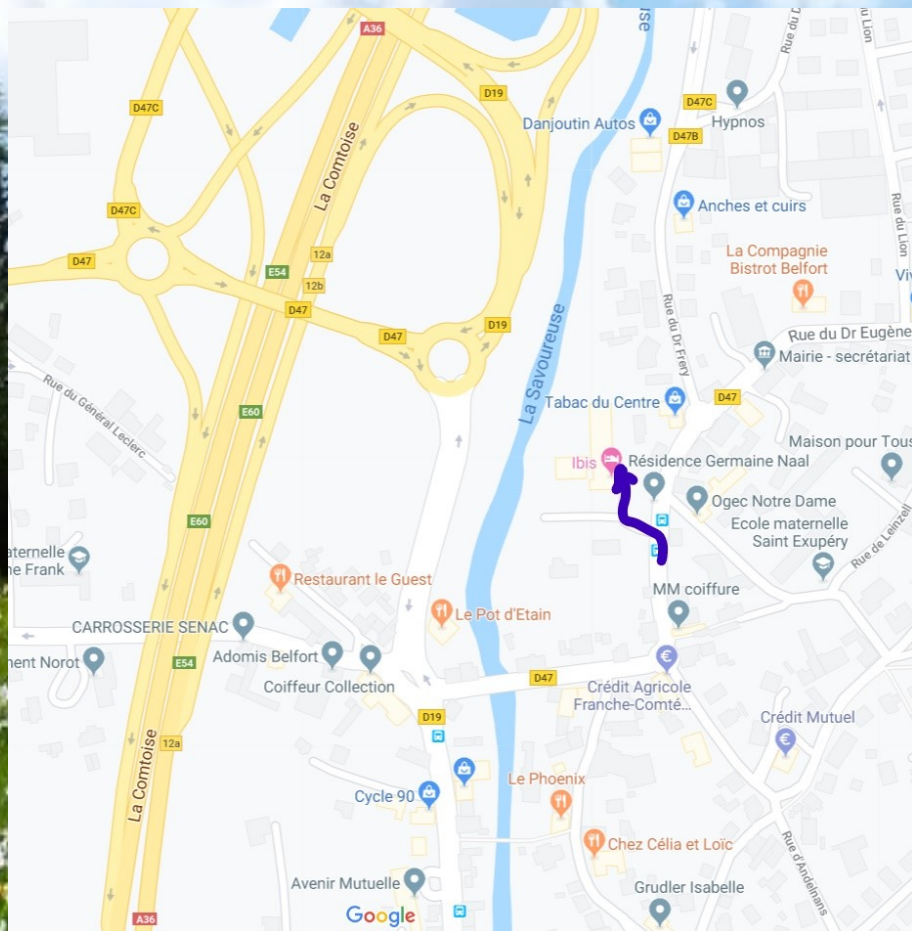 A36
D47C
D19
euse
Rue du D
u Lion
D47C
Hypnos
Danjoutin Autos
D47B
La Comtoise
Anches et cuirs
Rue du Lion
D47C
La Compagnie
Bistrot Belfort
D47
12a
E54
12b
Viv
D47
D47
D19
La Savoureuse
Rue du Dr Frery
Rue du Dr Eugène
Mairie - secrétariat
Rue du Général Leclerc
E60
Tabac du Centre
D47
Ibis
Résidence Germaine Naal
Maison pour Tous
Ogec Notre Dame
E60
Ecole maternelle
Saint Exupéry
Rue de Leinzell
aternelle
ne Frank
Restaurant le Guest
MM coiffure
Le Pot d'Etain
CARROSSERIE SENAC
ment Norot
E54
Adomis Belfort
Coiffeur Collection
D47
Crédit Agricole
Franche-Comté...
D19
Crédit Mutuel
12a
La Comtoise
Le Phoenix
Cycle 90
Chez Célia et Loïc
Rue d'Andelnans
Avenir Mutuelle
Grudler Isabelle
Google
A36